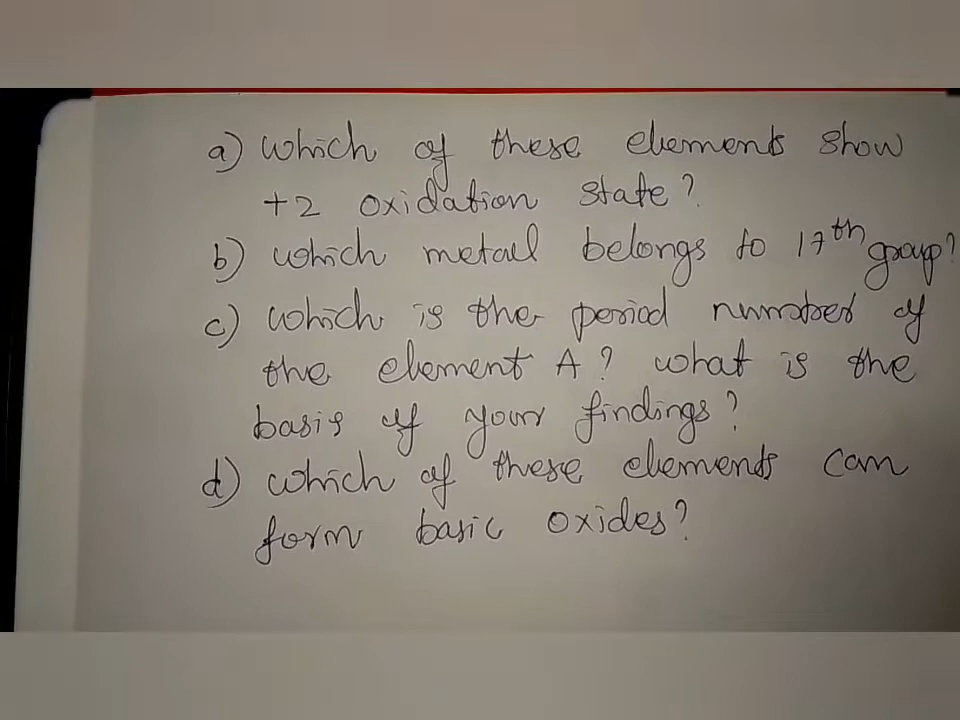 a) Which of these elements show
+2 oxidation state?
b) Which metal belongs to 17th group?
c) Which is the period number of
the element A? What is the
basis of your findings?
d) Which of these elements can
form basic oxides?